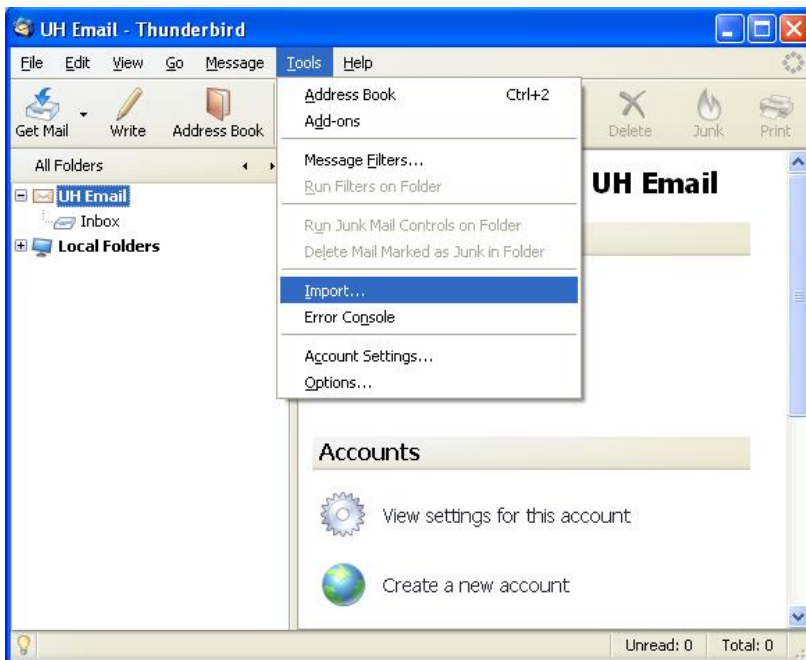 UH Email - Thunderbird
File Edit View Go Message Tools Help
Get Mail Write Address Book Delete Junk Print
Address Book Ctrl+2
Add-ons
Message Filters...
Run Filters on Folder
Run Junk Mail Controls on Folder
Delete Mail Marked as Junk in Folder
Import...
Error Console
Account Settings...
Options...
All Folders
UH Email
Inbox
Local Folders
UH Email
Accounts
View settings for this account
Create a new account
Unread: 0 Total: 0